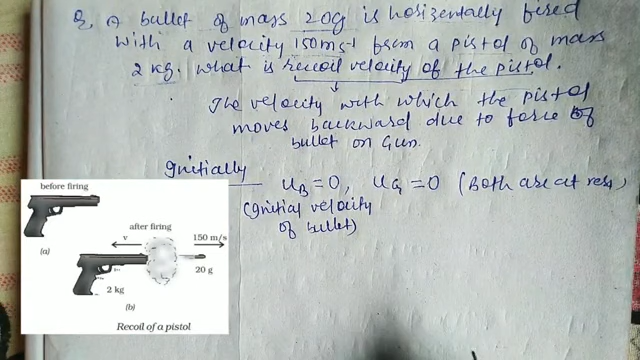 Q. A bullet of mass 20g is horizontally fired
with a velocity 150ms-1 from a pistol of mass
2 kg. what is recoil velocity of the pistol.
The velocity with which the pistol
moves backward due to force of
bullet on Gun.
Initially
uB = 0, uG = 0 (Both are at rest)
(Initial velocity
of bullet)
before firing
(a)
after firing
v 150 m/s
20 g
2 kg
(b)
Recoil of a pistol